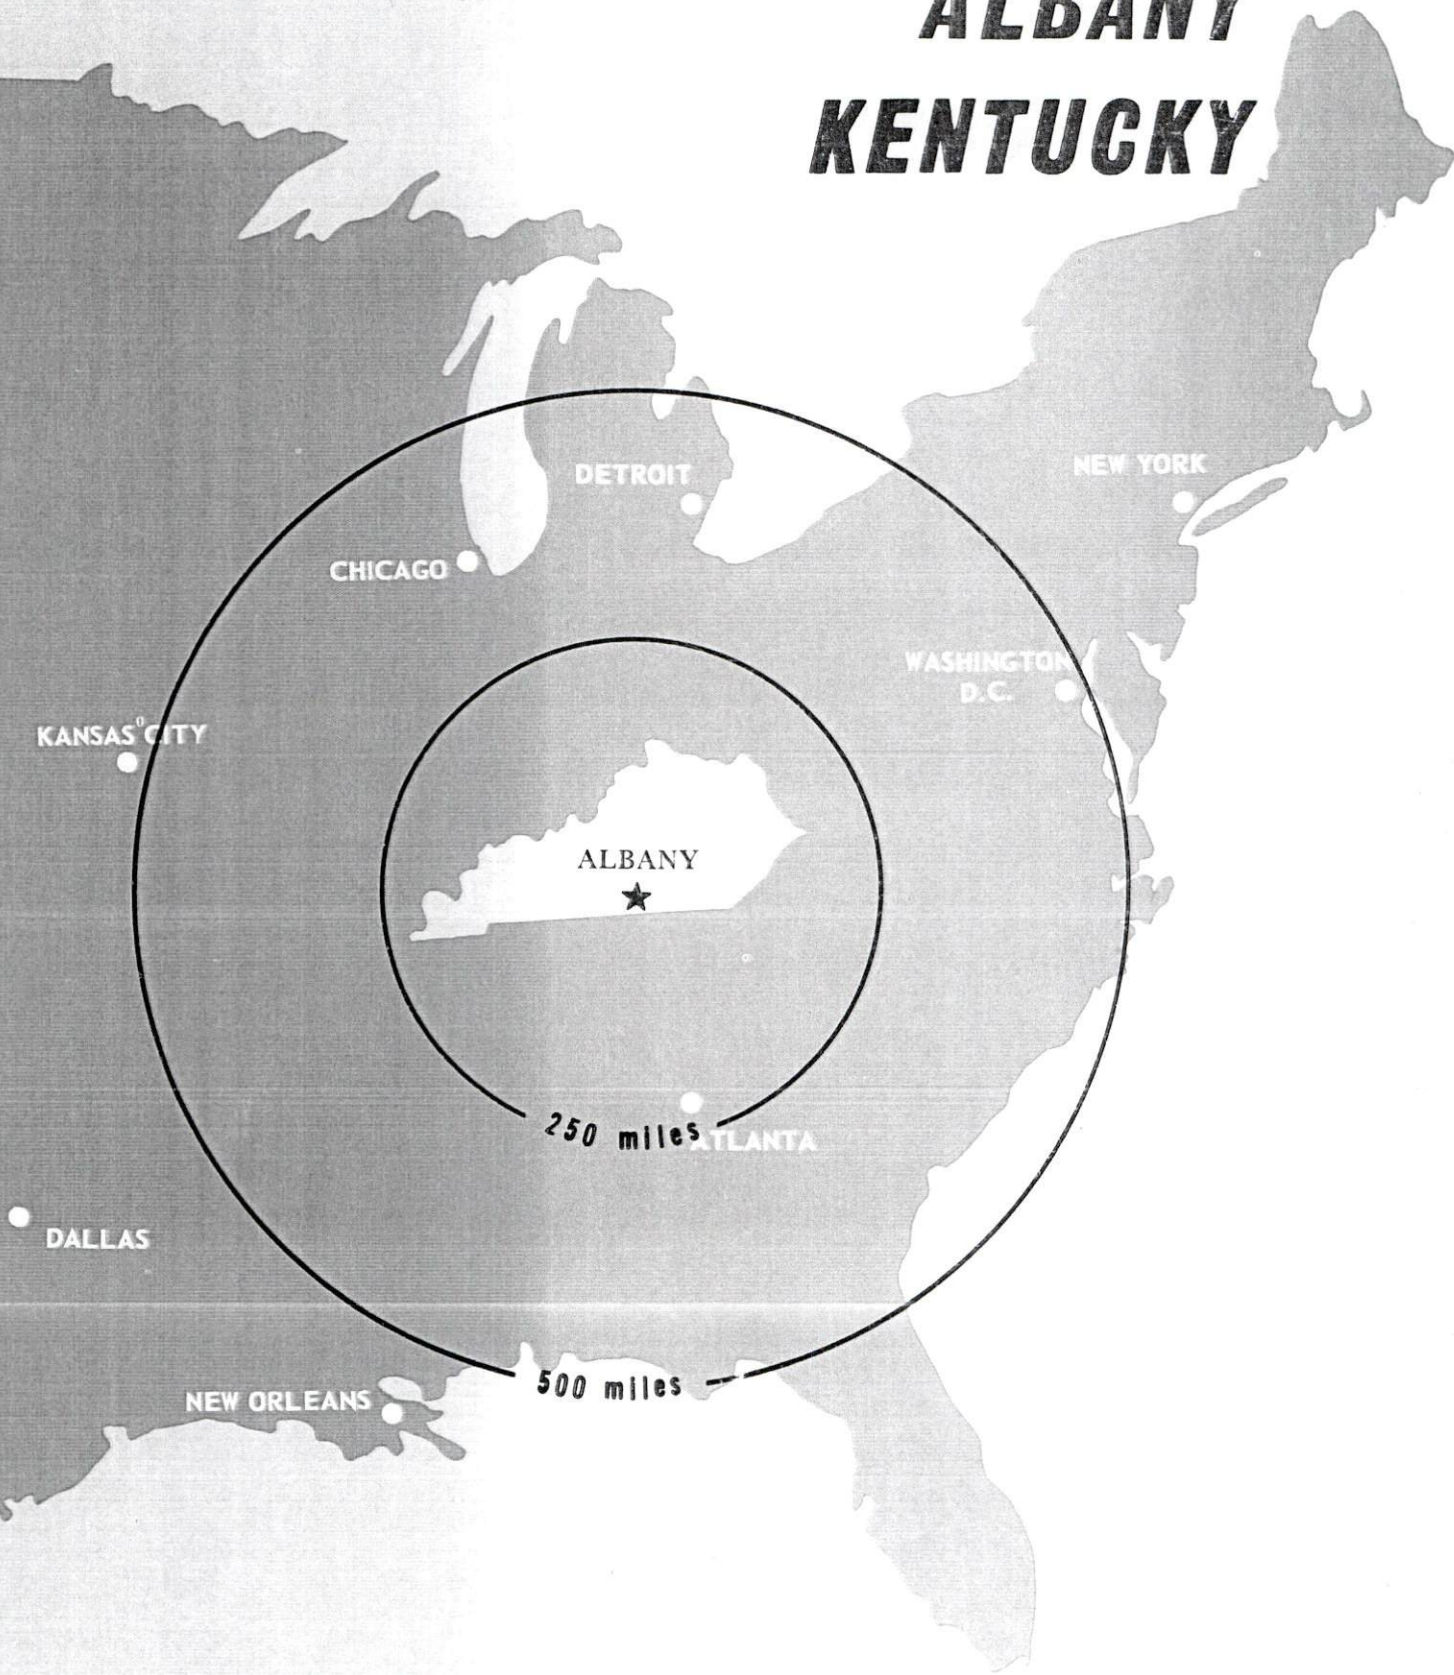 ALBANY
KENTUCKY
DETROIT
NEW YORK
CHICAGO
WASHINGTON
D.C.
KANSAS CITY
ALBANY
250 miles
ATLANTA
DALLAS
500 miles
NEW ORLEANS